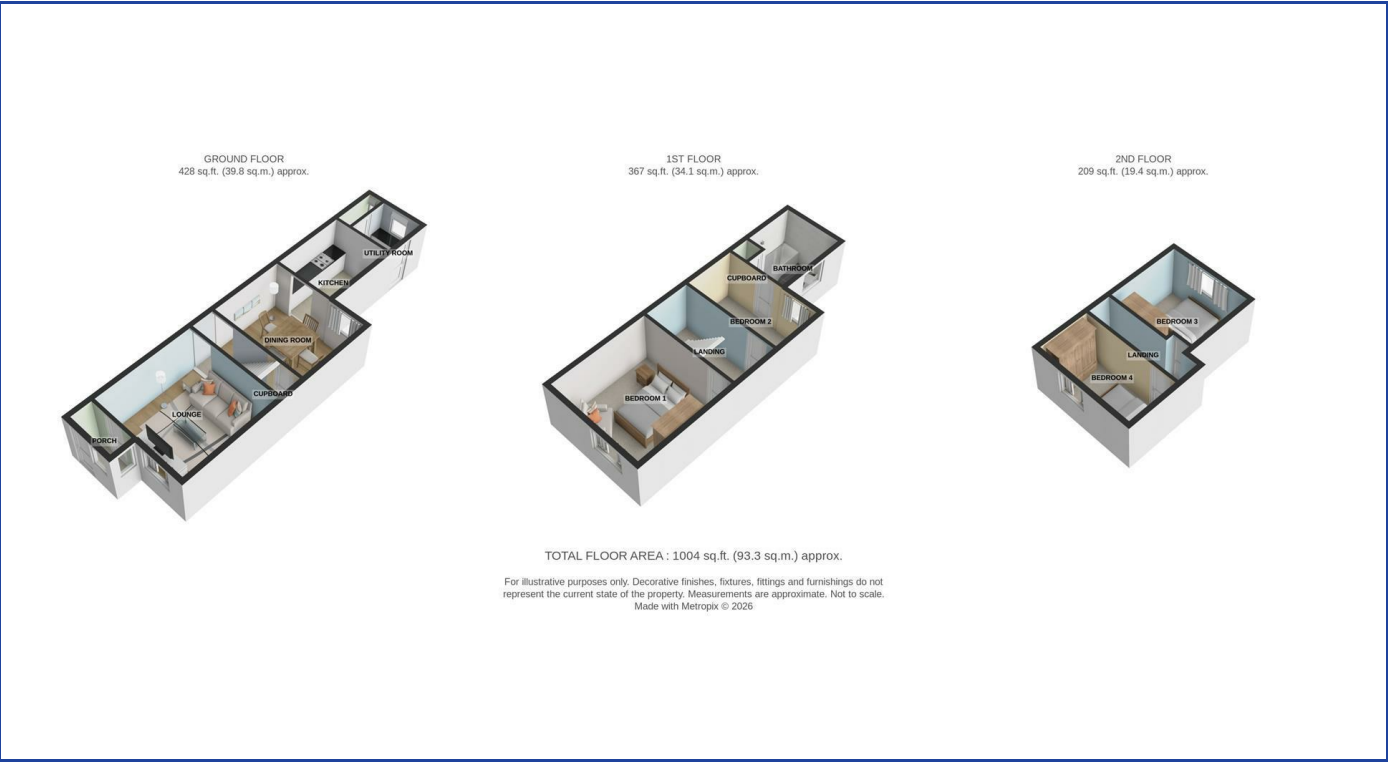 GROUND FLOOR
428 sq.ft. (39.8 sq.m.) approx.
UTILITY ROOM
KITCHEN
DINING ROOM
CUPBOARD
LOUNGE
PORCH
1ST FLOOR
367 sq.ft. (34.1 sq.m.) approx.
BATHROOM
CUPBOARD
BEDROOM 2
LANDING
BEDROOM 1
2ND FLOOR
209 sq.ft. (19.4 sq.m.) approx.
BEDROOM 3
LANDING
BEDROOM 4
TOTAL FLOOR AREA : 1004 sq.ft. (93.3 sq.m.) approx.
For illustrative purposes only. Decorative finishes, fixtures, fittings and furnishings do not
represent the current state of the property. Measurements are approximate. Not to scale.
Made with Metropix © 2026